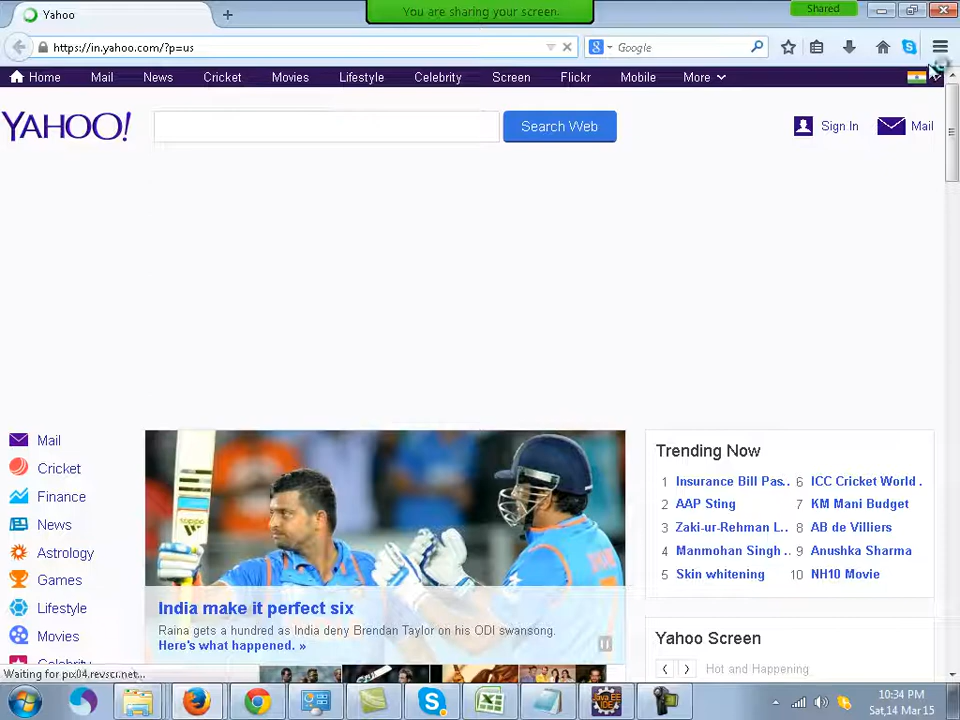 Yahoo
You are sharing your screen.
Shared
https://in.yahoo.com/?p=us
Google
Home Mail News Cricket Movies Lifestyle Celebrity Screen Flickr Mobile More
YAHOO!
Search Web
Sign In
Mail
Mail
Cricket
Finance
News
Astrology
Games
Lifestyle
Movies
Celebrity
India make it perfect six
Raina gets a hundred as India deny Brendan Taylor on his ODI swansong.
Here's what happened. »
Trending Now
1 Insurance Bill Pas..
2 AAP Sting
3 Zaki-ur-Rehman L..
4 Manmohan Singh ..
5 Skin whitening
6 ICC Cricket World .
7 KM Mani Budget
8 AB de Villiers
9 Anushka Sharma
10 NH10 Movie
Yahoo Screen
Hot and Happening
Waiting for pix04.revsci.net...
10:34 PM
Sat,14 Mar 15